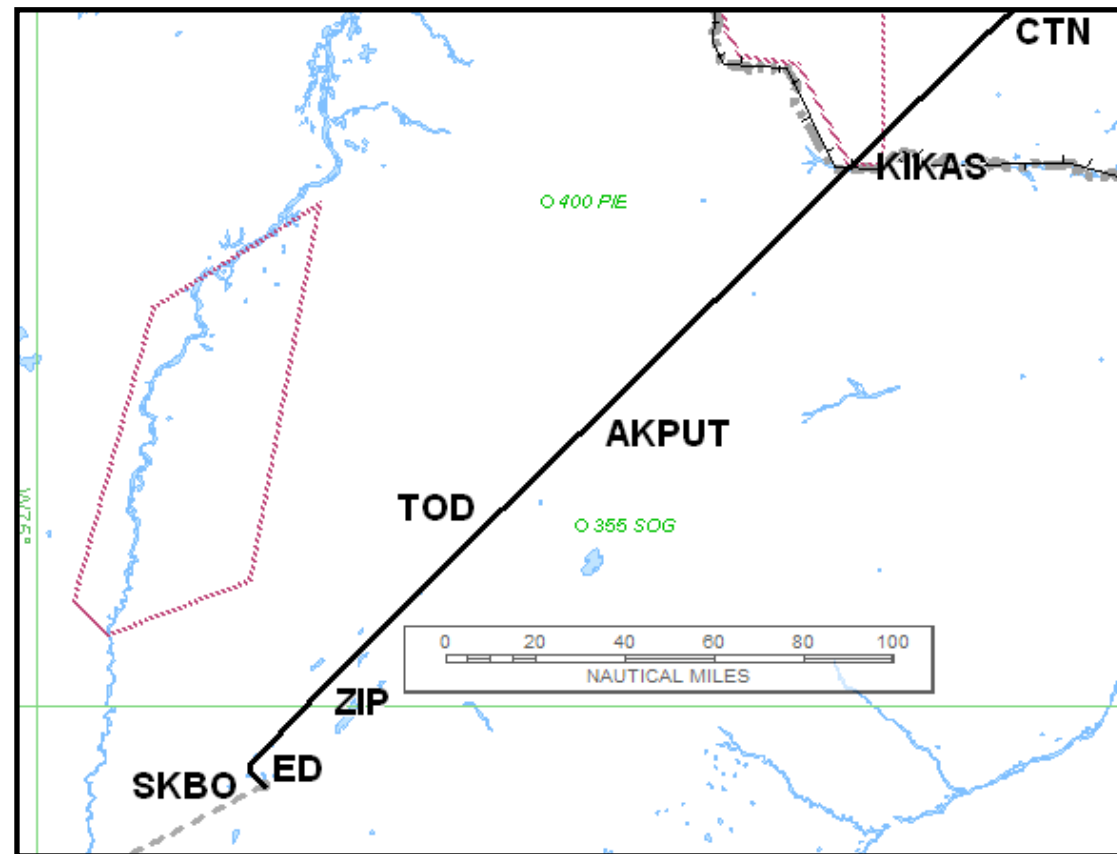 CTN
KIKAS
400 PIE
AKPUT
TOD
W76°
355 SOG
0 20 40 60 80 100
NAUTICAL MILES
ZIP
ED
SKBO